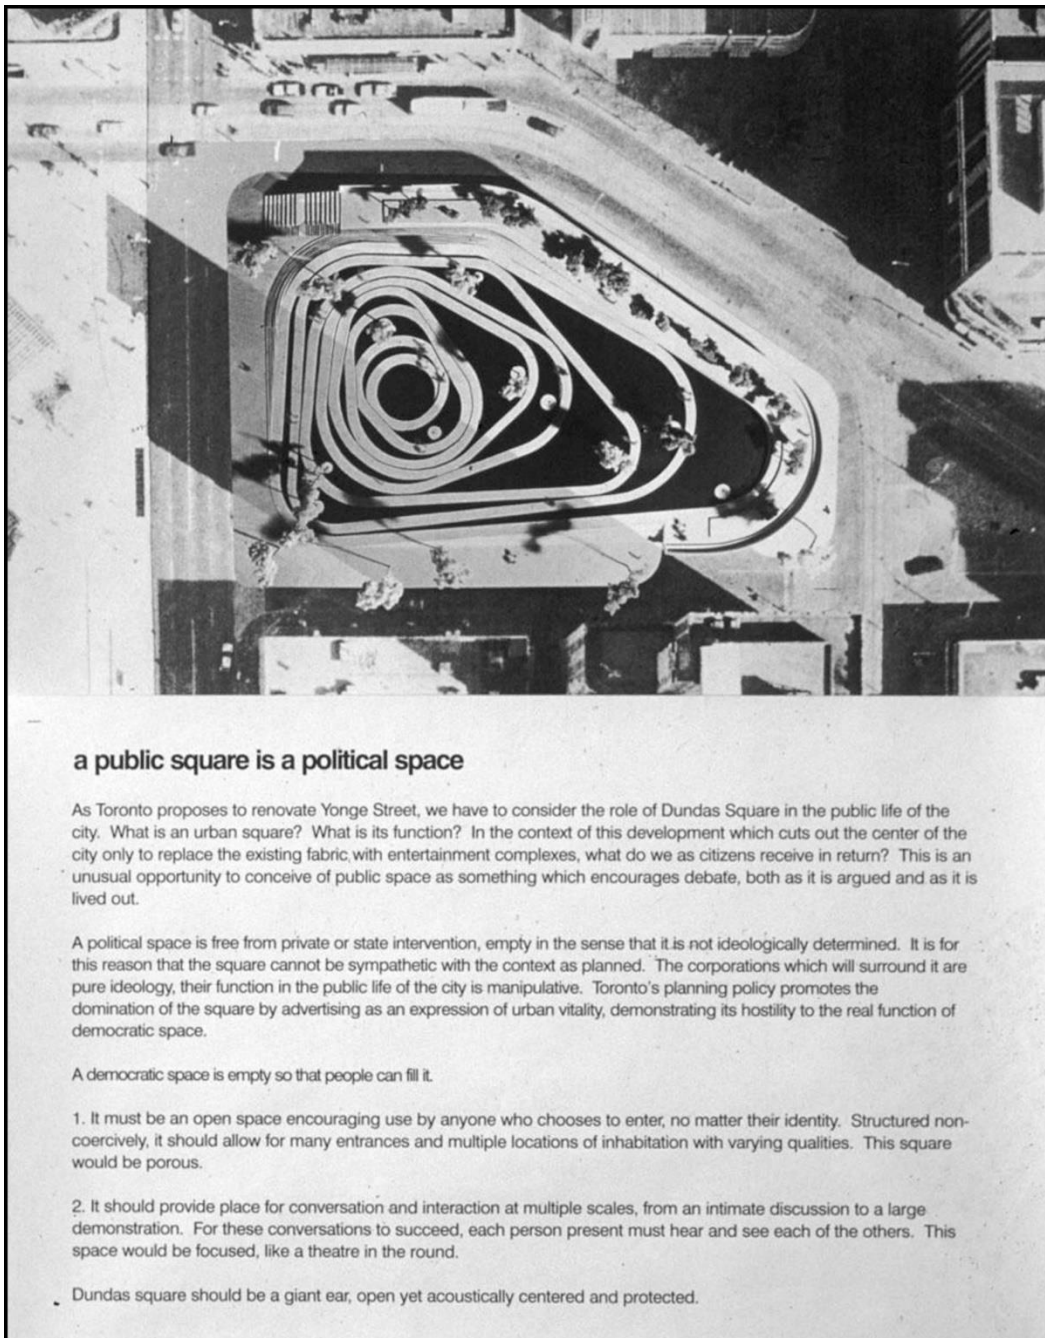 a public square is a political space
As Toronto proposes to renovate Yonge Street, we have to consider the role of Dundas Square in the public life of the
city. What is an urban square? What is its function? In the context of this development which cuts out the center of the
city only to replace the existing fabric with entertainment complexes, what do we as citizens receive in return? This is an
unusual opportunity to conceive of public space as something which encourages debate, both as it is argued and as it is
lived out.
A political space is free from private or state intervention, empty in the sense that it is not ideologically determined. It is for
this reason that the square cannot be sympathetic with the context as planned. The corporations which will surround it are
pure ideology, their function in the public life of the city is manipulative. Toronto's planning policy promotes the
domination of the square by advertising as an expression of urban vitality, demonstrating its hostility to the real function of
democratic space.
A democratic space is empty so that people can fill it.
1. It must be an open space encouraging use by anyone who chooses to enter, no matter their identity. Structured non-
coercively, it should allow for many entrances and multiple locations of inhabitation with varying qualities. This square
would be porous.
2. It should provide place for conversation and interaction at multiple scales, from an intimate discussion to a large
demonstration. For these conversations to succeed, each person present must hear and see each of the others. This
space would be focused, like a theatre in the round.
Dundas square should be a giant ear, open yet acoustically centered and protected.